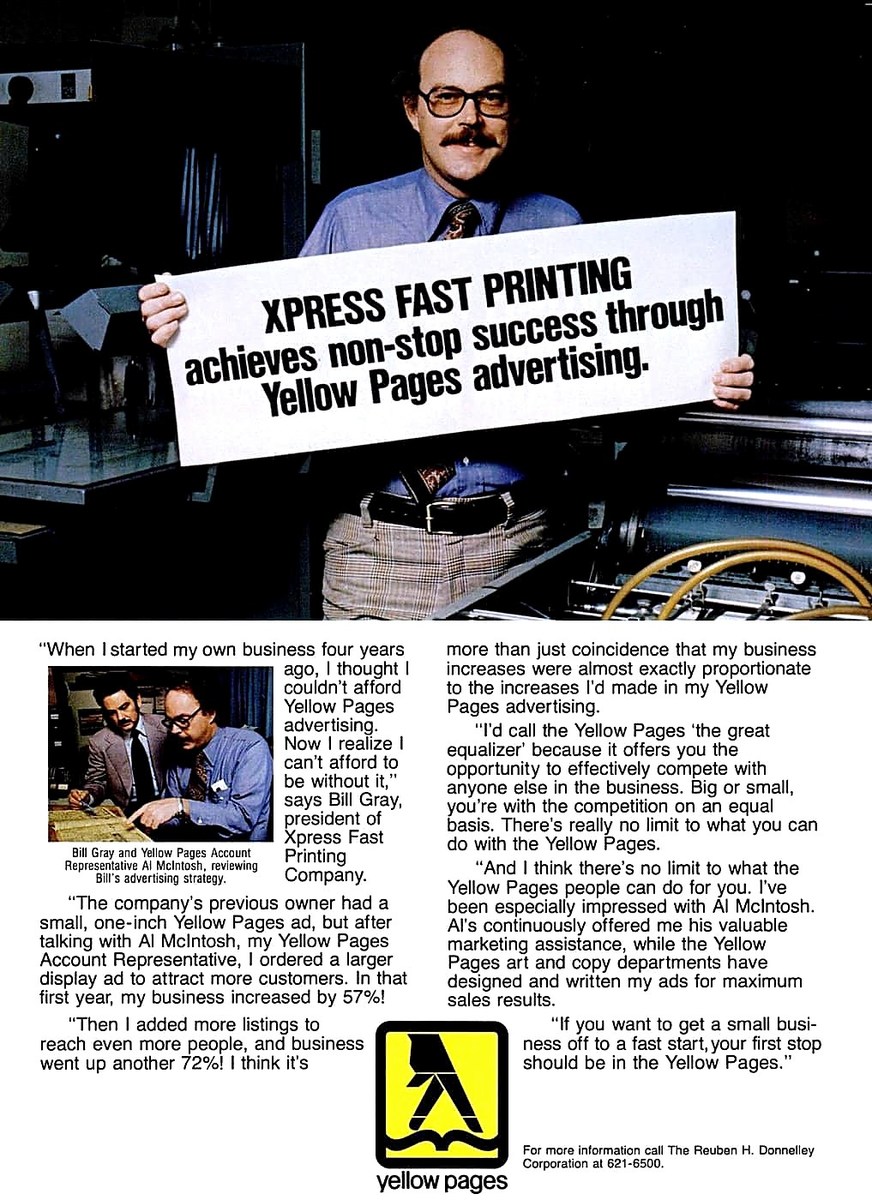 XPRESS FAST PRINTING
achieves non-stop success through
Yellow Pages advertising.
"When I started my own business four years
ago, I thought I
couldn't afford
Yellow Pages
advertising.
Now I realize I
can't afford to
be without it,"
says Bill Gray,
president of
Xpress Fast
Printing
Company.
Bill Gray and Yellow Pages Account
Representative Al McIntosh, reviewing
Bill's advertising strategy.
"The company's previous owner had a
small, one-inch Yellow Pages ad, but after
talking with Al McIntosh, my Yellow Pages
Account Representative, I ordered a larger
display ad to attract more customers. In that
first year, my business increased by 57%!
"Then I added more listings to
reach even more people, and business
went up another 72%! I think it's
more than just coincidence that my business
increases were almost exactly proportionate
to the increases I'd made in my Yellow
Pages advertising.
"I'd call the Yellow Pages 'the great
equalizer' because it offers you the
opportunity to effectively compete with
anyone else in the business. Big or small,
you're with the competition on an equal
basis. There's really no limit to what you can
do with the Yellow Pages.
"And I think there's no limit to what the
Yellow Pages people can do for you. I've
been especially impressed with Al McIntosh.
Al's continuously offered me his valuable
marketing assistance, while the Yellow
Pages art and copy departments have
designed and written my ads for maximum
sales results.
"If you want to get a small busi-
ness off to a fast start, your first stop
should be in the Yellow Pages."
For more information call The Reuben H. Donnelley
Corporation at 621-6500.
yellow pages